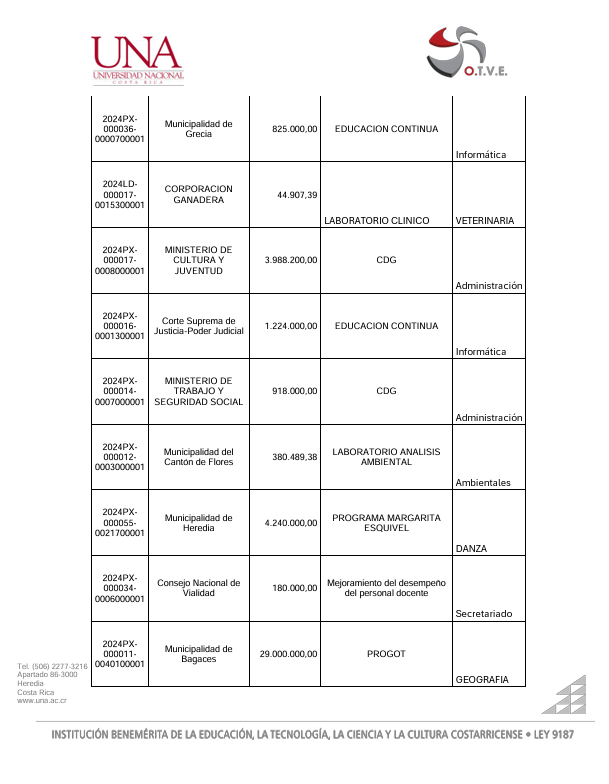 UNA
UNIVERSIDAD NACIONAL
COSTA RICA
O.T.V.E.
2024PX-
000036-
0000700001
Municipalidad de
Grecia
825.000,00
EDUCACION CONTINUA
Informática
2024LD-
000017-
0015300001
CORPORACION
GANADERA
44.907,39
LABORATORIO CLINICO
VETERINARIA
2024PX-
000017-
0008000001
MINISTERIO DE
CULTURA Y
JUVENTUD
3.988.200,00
CDG
Administración
2024PX-
000016-
0001300001
Corte Suprema de
Justicia-Poder Judicial
1.224.000,00
EDUCACION CONTINUA
Informática
2024PX-
000014-
0007000001
MINISTERIO DE
TRABAJO Y
SEGURIDAD SOCIAL
918.000,00
CDG
Administración
2024PX-
000012-
0003000001
Municipalidad del
Cantón de Flores
380.489,38
LABORATORIO ANALISIS
AMBIENTAL
Ambientales
2024PX-
000055-
0021700001
Municipalidad de
Heredia
4.240.000,00
PROGRAMA MARGARITA
ESQUIVEL
DANZA
2024PX-
000034-
0006000001
Consejo Nacional de
Vialidad
180.000,00
Mejoramiento del desempeño
del personal docente
Secretariado
2024PX-
000011-
0040100001
Municipalidad de
Bagaces
29.000.000,00
PROGOT
GEOGRAFIA
Tel. (506) 2277-3216
Apartado 86-3000
Heredia
Costa Rica
www.una.ac.cr
INSTITUCIÓN BENEMÉRITA DE LA EDUCACIÓN, LA TECNOLOGÍA, LA CIENCIA Y LA CULTURA COSTARRICENSE • LEY 9187